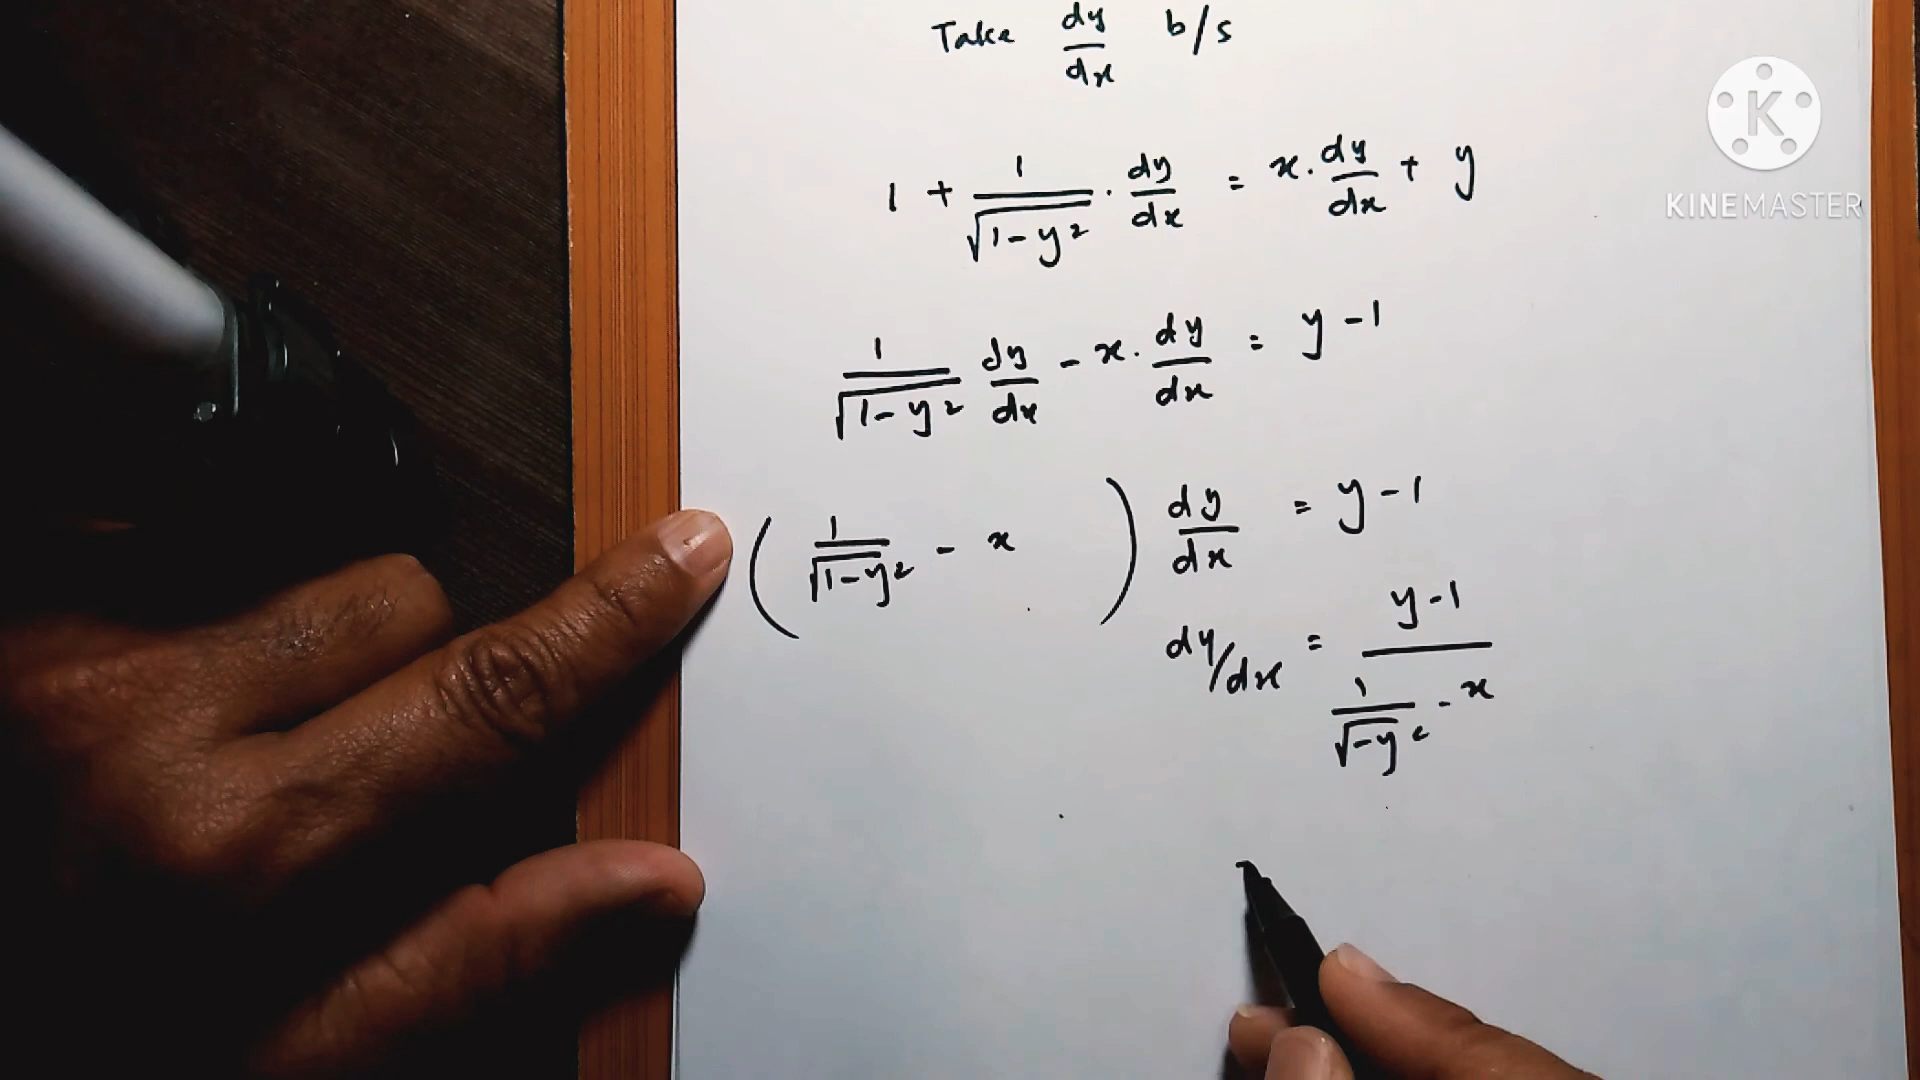 Take dy/dx b/s
1 + 1/√1-y² · dy/dx = x · dy/dx + y
1/√1-y² dy/dx - x · dy/dx = y - 1
( 1/√1-y² - x ) dy/dx = y - 1
dy/dx = y-1 / 1/√-y² - x
K
KINEMASTER